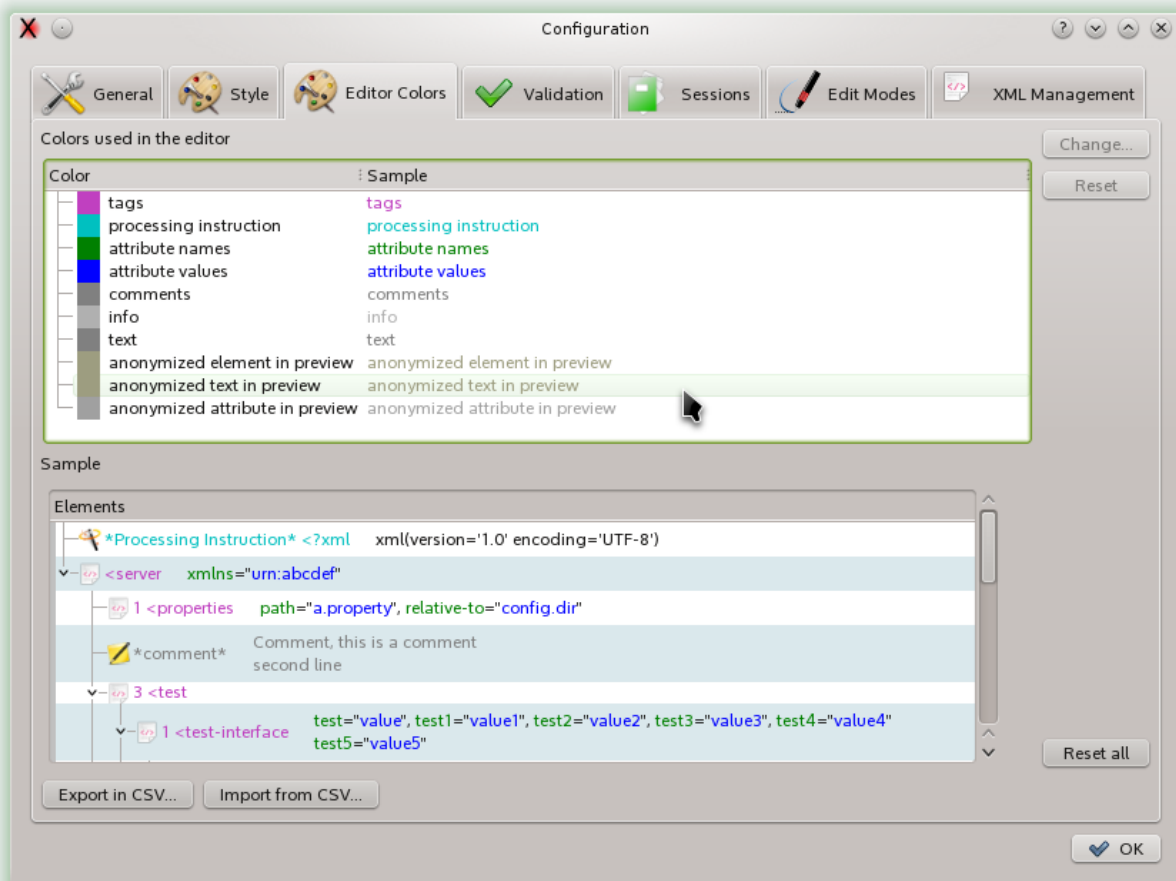 Configuration
General Style Editor Colors Validation Sessions Edit Modes XML Management
Colors used in the editor
Change...
Color Sample
Reset
tags tags
processing instruction processing instruction
attribute names attribute names
attribute values attribute values
comments comments
info info
text text
anonymized element in preview anonymized element in preview
anonymized text in preview anonymized text in preview
anonymized attribute in preview anonymized attribute in preview
Sample
Elements
*Processing Instruction* <?xml xml(version='1.0' encoding='UTF-8')
<server xmlns="urn:abcdef"
1 <properties path="a.property", relative-to="config.dir"
*comment* Comment, this is a comment
second line
3 <test
1 <test-interface test="value", test1="value1", test2="value2", test3="value3", test4="value4"
test5="value5"
Reset all
Export in CSV... Import from CSV...
OK